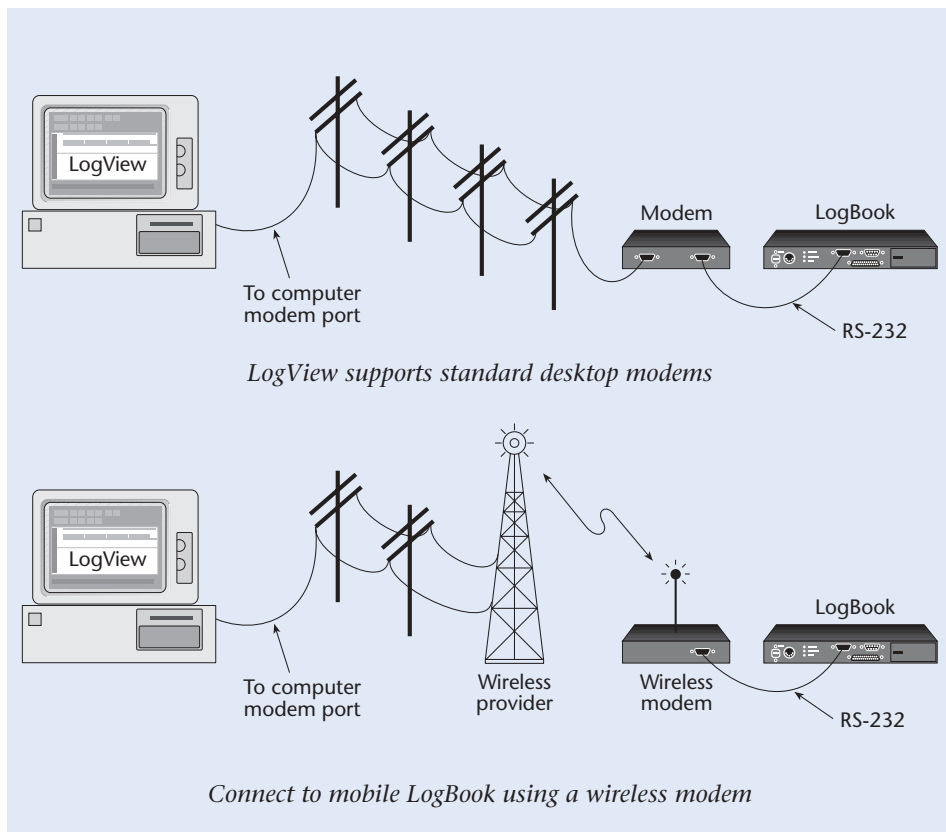 LogView
Modem
LogBook
To computer
modem port
RS-232
LogView supports standard desktop modems
LogView
LogBook
To computer
modem port
Wireless
provider
Wireless
modem
RS-232
Connect to mobile LogBook using a wireless modem